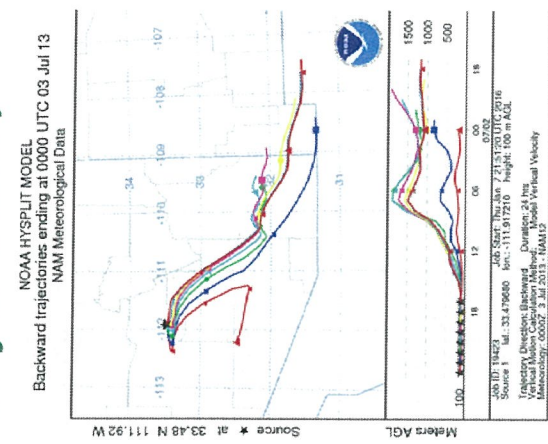 NOAA HYSPLIT MODEL
Backward trajectories ending at 0000 UTC 03 Jul 13
NAM Meteorological Data
Source ★ at 33.48 N 111.92 W
-113
-112
-111
-110
-109
-108
-107
34
33
32
31
Meters AGL
1500
1000
500
100
18
12
06
00
18
07/02
Job ID: 19423 Job Start: Thu Jan 7 21:51:20 UTC 2016
Source 1 lat.: 33.479680 lon.: -111.917210 height: 100 m AGL
Trajectory Direction: Backward Duration: 24 hrs
Vertical Motion Calculation Method: Model Vertical Velocity
Meteorology: 0000Z 3 Jul 2013 - NAM12